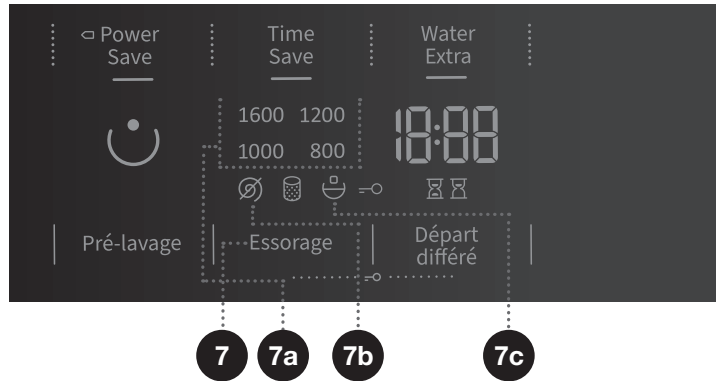 Power
Save
Time
Save
Water
Extra
1600 1200
1000 800
18:88
Pré-lavage
Essorage
Départ
différé
7 7a 7b 7c